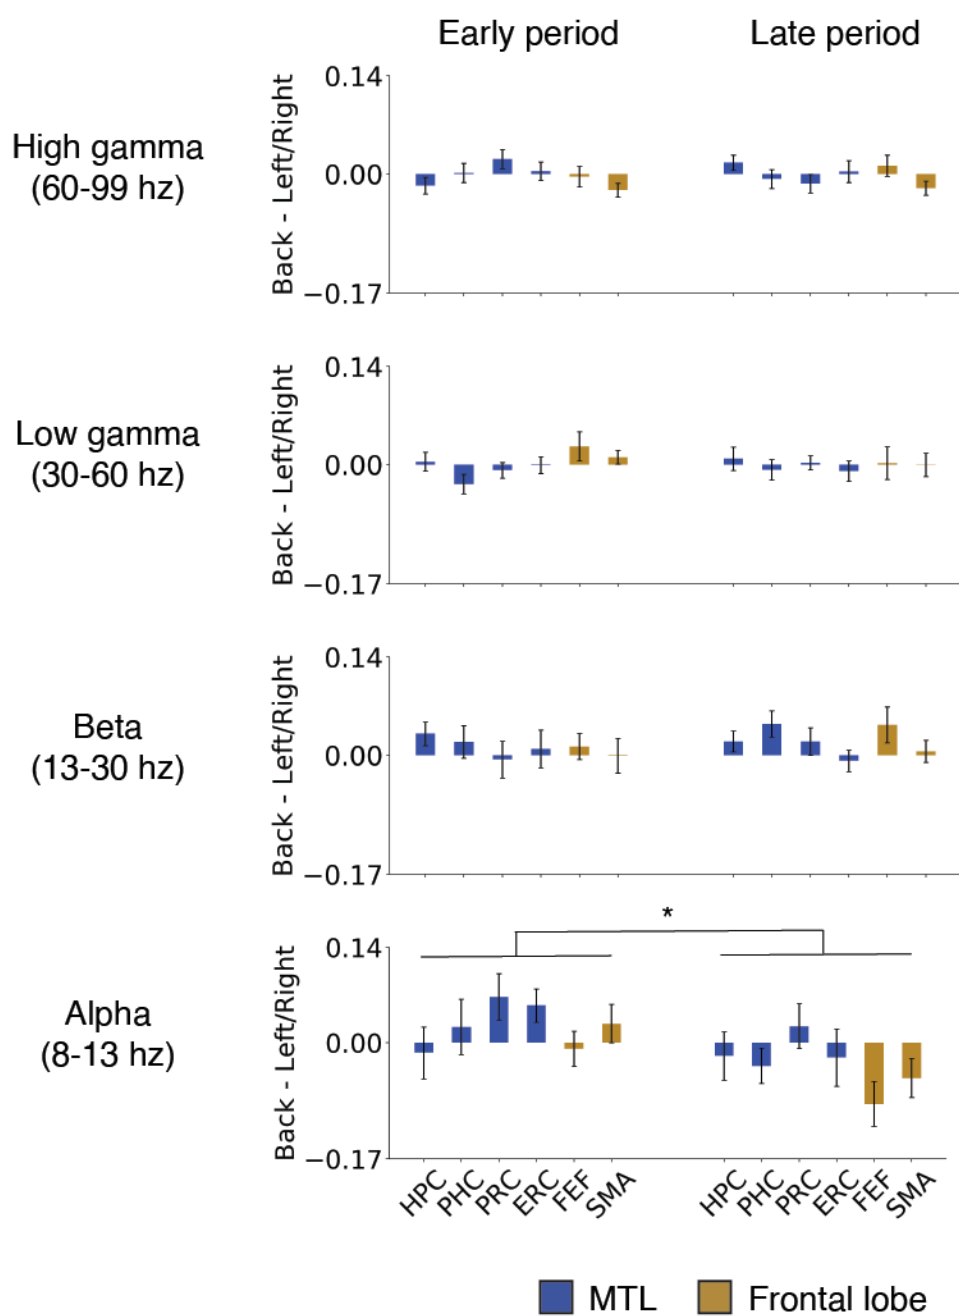 Early period
Late period
High gamma
(60-99 hz)
Back - Left/Right
0.14
0.00
−0.17
Low gamma
(30-60 hz)
Back - Left/Right
0.14
0.00
−0.17
Beta
(13-30 hz)
Back - Left/Right
0.14
0.00
−0.17
Alpha
(8-13 hz)
Back - Left/Right
0.14
0.00
−0.17
*
HPC PHC PRC ERC FEF SMA
HPC PHC PRC ERC FEF SMA
MTL
Frontal lobe